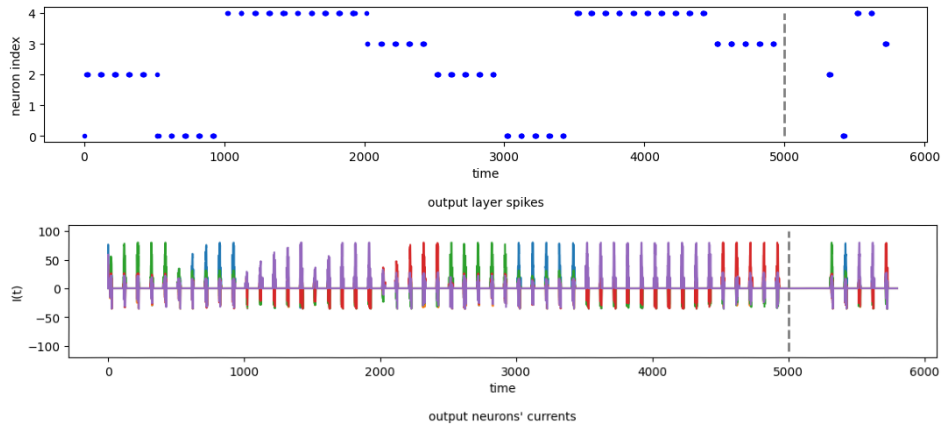 4
3
2
1
0
neuron index
0 1000 2000 3000 4000 5000 6000
time
output layer spikes
100
50
0
−50
−100
I(t)
0 1000 2000 3000 4000 5000 6000
time
output neurons' currents